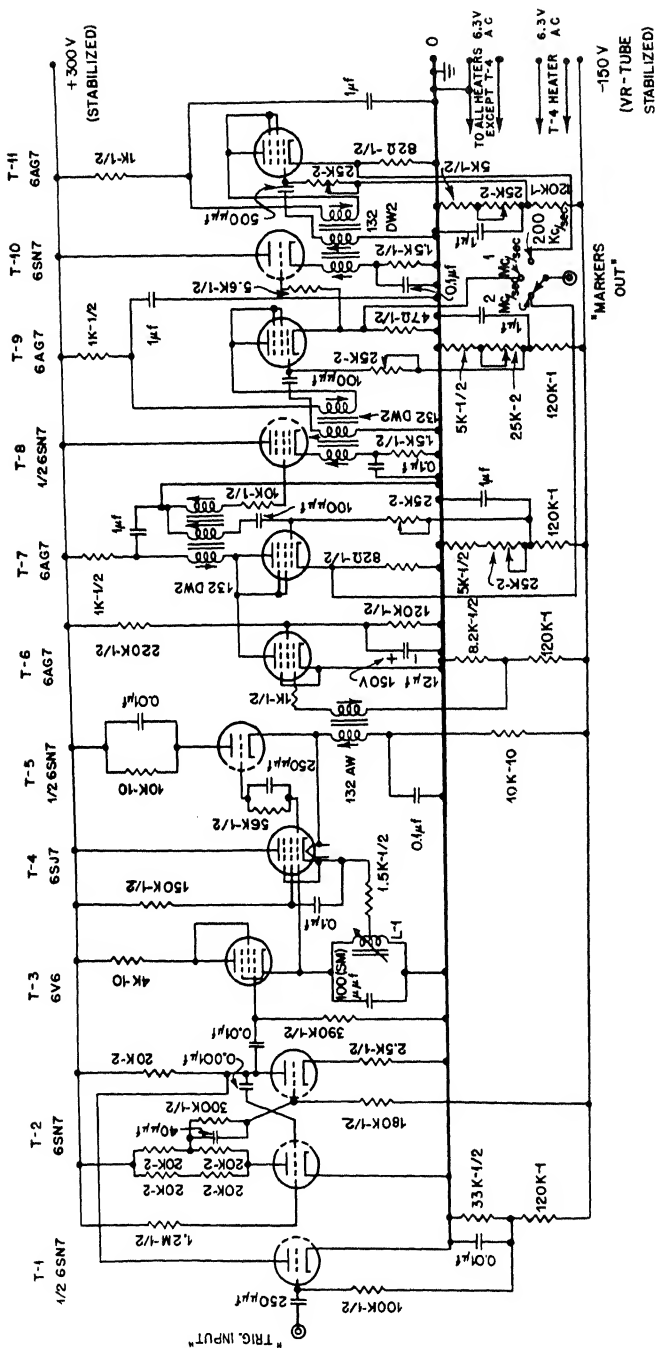 T-1
1/2 6SN7
T-2
6SN7
T-3
6V6
T-4
6SJ7
T-5
1/2 6SN7
T-6
6AG7
T-7
6AG7
T-8
1/2 6SN7
T-9
6AG7
T-10
6SN7
T-11
6AG7
+300 V
(STABILIZED)
"TRIG. INPUT"
250μμf
100K-1/2
0.01μf
33K-1/2
120K-1
1.2M-1/2
20K-2
20K-2
20K-2
20K-2
40μμf
300K-1/2
20K-2
0.001μf
0.01μf
180K-1/2
2.5K-1/2
390K-1/2
4K-10
100(SM)
μμf
L-1
1.5K-1/2
150K-1/2
0.1μf
56K-1/2
250μμf
10K-10
0.01μf
132 AW
0.1μf
10K-10
1K-1/2
220K-1/2
12μf 150V
+
−
120K-1/2
8.2K-1/2
120K-1
1K-1/2
1μf
132 DW2
82Ω-1/2
10K-1/2
100μμf
25K-2
5K-1/2
25K-2
1μf
120K-1
1.5K-1/2
0.1μf
132 DW2
1K-1/2
1μf
100μμf
47Ω-1/2
25K-2
5K-1/2
25K-2
1μf
120K-1
5.6K-1/2
1.5K-1/2
0.1μf
132
DW2
500μμf
1K-1/2
1μf
82Ω-1/2
25K-2
5K-1/2
25K-2
1μf
120K-1
2
MC/sec
1
MC/sec
200
KC/sec
"MARKERS
OUT"
0
TO ALL HEATERS
EXCEPT T-4
6.3 V
A C
T-4 HEATER
6.3 V
A C
-150 V
(VR-TUBE
STABILIZED)